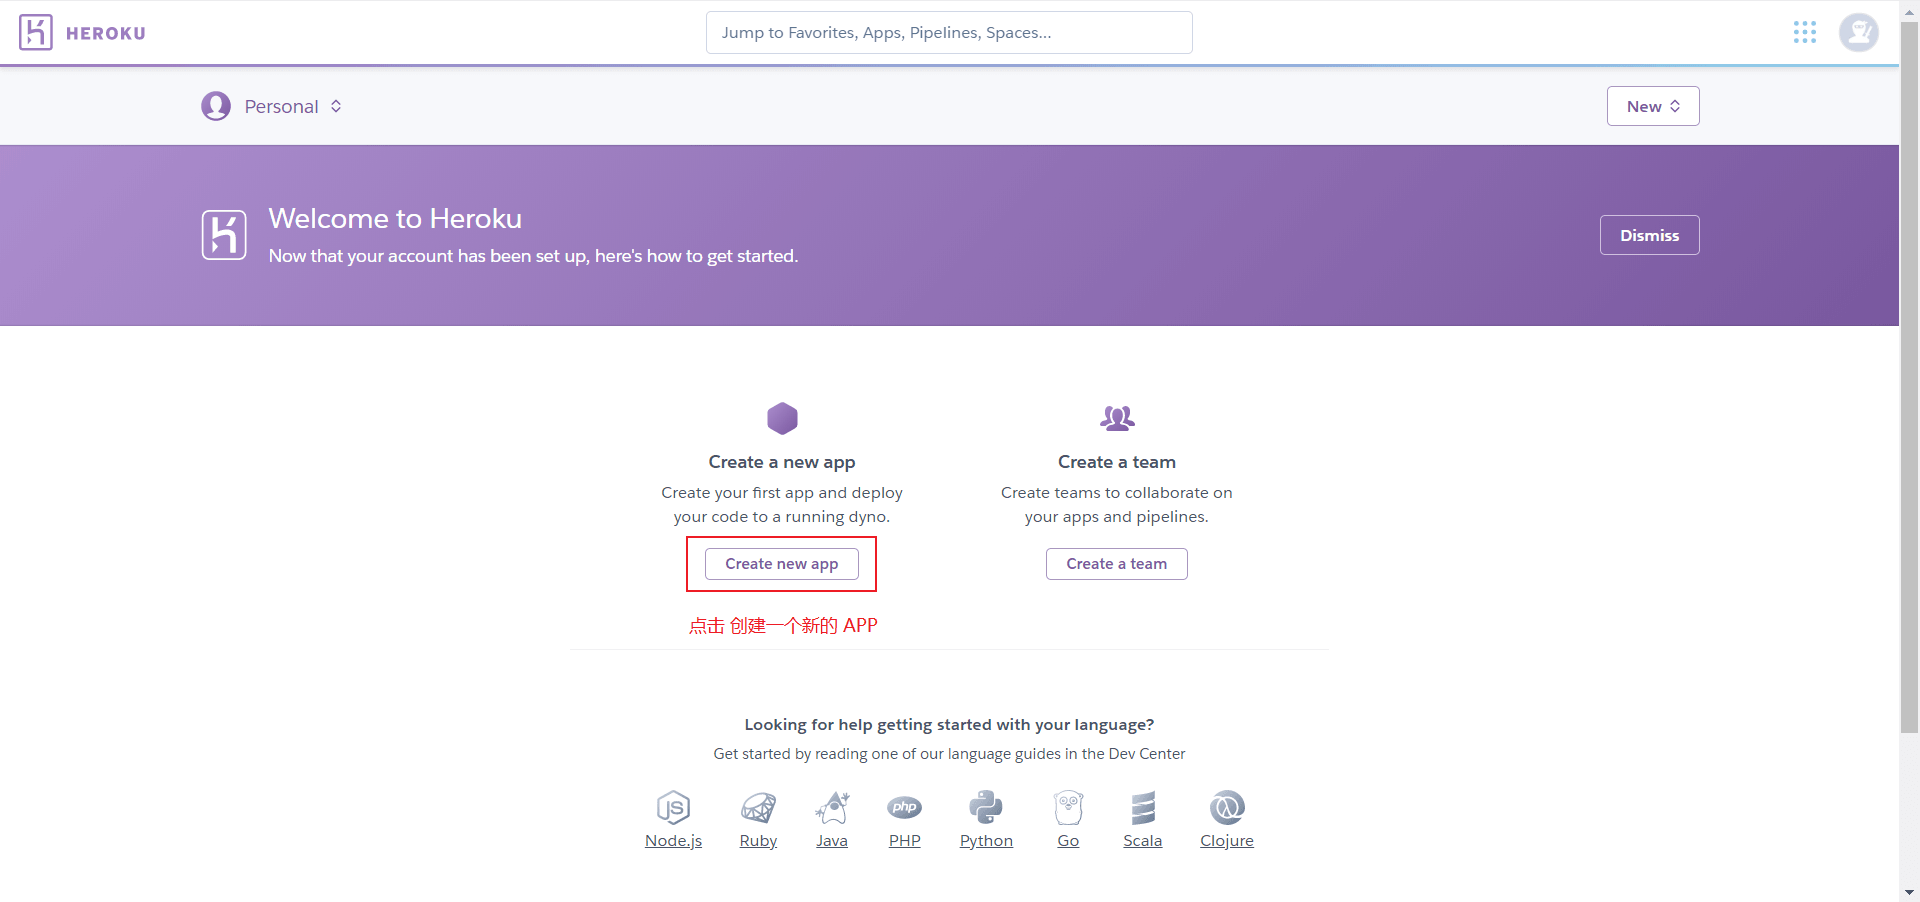 HEROKU
Jump to Favorites, Apps, Pipelines, Spaces...
Personal
New
Welcome to Heroku
Now that your account has been set up, here's how to get started.
Dismiss
Create a new app
Create your first app and deploy
your code to a running dyno.
Create new app
点击 创建一个新的 APP
Create a team
Create teams to collaborate on
your apps and pipelines.
Create a team
Looking for help getting started with your language?
Get started by reading one of our language guides in the Dev Center
JS
php
Node.js
Ruby
Java
PHP
Python
Go
Scala
Clojure